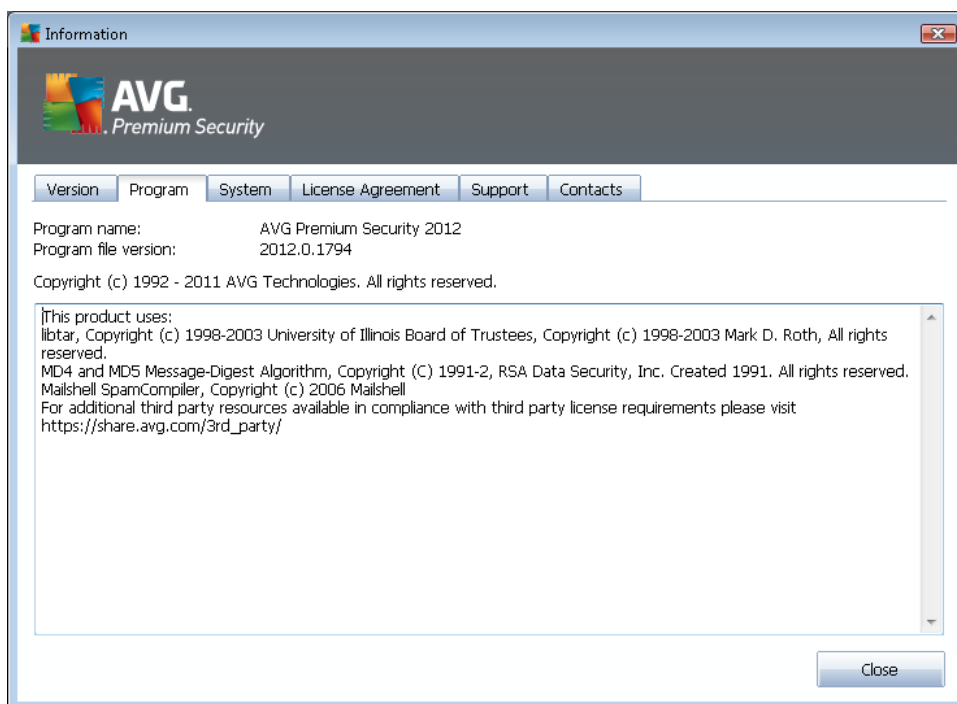 Information
AVG.
Premium Security
Version Program System License Agreement Support Contacts
Program name: AVG Premium Security 2012
Program file version: 2012.0.1794
Copyright (c) 1992 - 2011 AVG Technologies. All rights reserved.
This product uses:
libtar, Copyright (c) 1998-2003 University of Illinois Board of Trustees, Copyright (c) 1998-2003 Mark D. Roth, All rights
reserved.
MD4 and MD5 Message-Digest Algorithm, Copyright (C) 1991-2, RSA Data Security, Inc. Created 1991. All rights reserved.
Mailshell SpamCompiler, Copyright (c) 2006 Mailshell
For additional third party resources available in compliance with third party license requirements please visit
https://share.avg.com/3rd_party/
Close